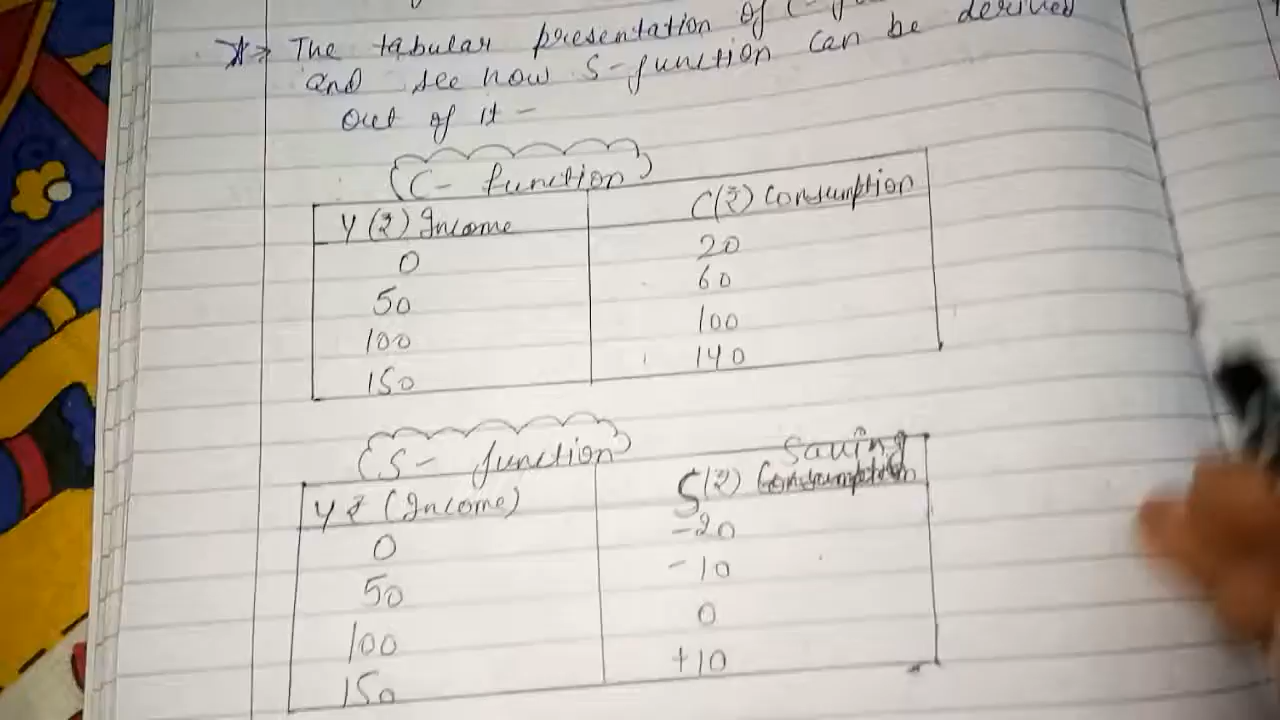 The tabular presentation of C-
and see how S-function can be derived
out of it -
C- function
Y (₹) Income C(₹) Consumption
0 20
50 60
100 100
150 140
S- function
Saving
Y ₹ (Income) S(₹)
0 -20
50 -10
100 0
150 +10